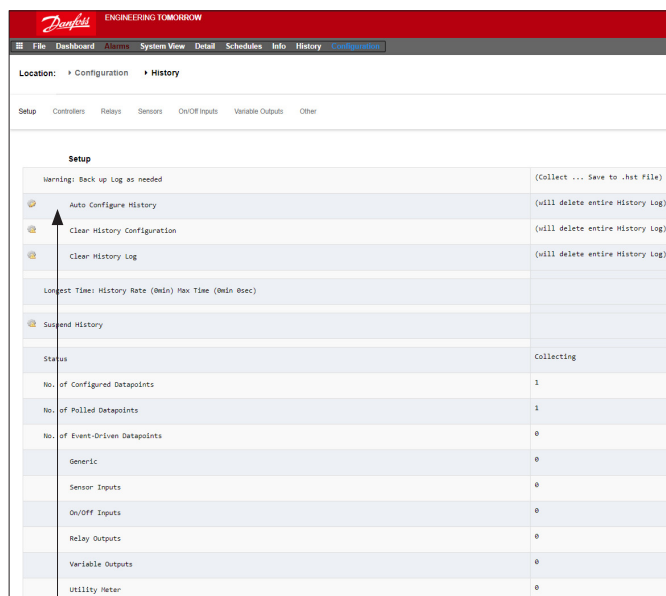 Danfoss ENGINEERING TOMORROW
File Dashboard Alarms System View Detail Schedules Info History Configuration
Location: Configuration History
Setup Controllers Relays Sensors On/Off Inputs Variable Outputs Other
Setup
Warning: Back up Log as needed (Collect ... Save to .hst File)
Auto Configure History (will delete entire History Log)
Clear History Configuration (will delete entire History Log)
Clear History Log (will delete entire History Log)
Longest Time: History Rate (0min) Max Time (0min 0sec)
Suspend History
Status Collecting
No. of Configured Datapoints 1
No. of Polled Datapoints 1
No. of Event-Driven Datapoints 0
Generic 0
Sensor Inputs 0
On/Off Inputs 0
Relay Outputs 0
Variable Outputs 0
Utility Meter 0